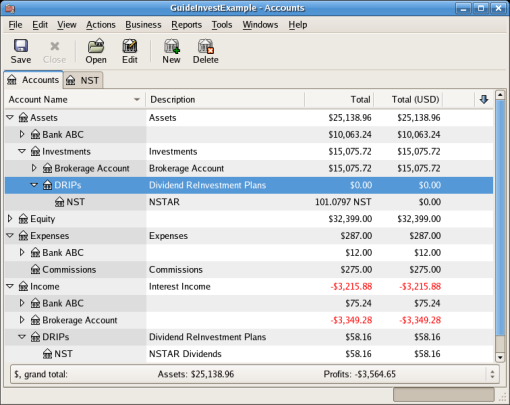 GuideInvestExample - Accounts
File Edit View Actions Business Reports Tools Windows Help
Save Close Open Edit New Delete
Accounts NST
Account Name Description Total Total (USD)
Assets Assets $25,138.96 $25,138.96
Bank ABC $10,063.24 $10,063.24
Investments Investments $15,075.72 $15,075.72
Brokerage Account Brokerage Account $15,075.72 $15,075.72
DRIPs Dividend ReInvestment Plans $0.00 $0.00
NST NSTAR 101.0797 NST $0.00
Equity $32,399.00 $32,399.00
Expenses Expenses $287.00 $287.00
Bank ABC $12.00 $12.00
Commissions Commissions $275.00 $275.00
Income Interest Income -$3,215.88 -$3,215.88
Bank ABC $75.24 $75.24
Brokerage Account -$3,349.28 -$3,349.28
DRIPs Dividend ReInvestment Plans $58.16 $58.16
NST NSTAR Dividends $58.16 $58.16
$, grand total: Assets: $25,138.96 Profits: -$3,564.65